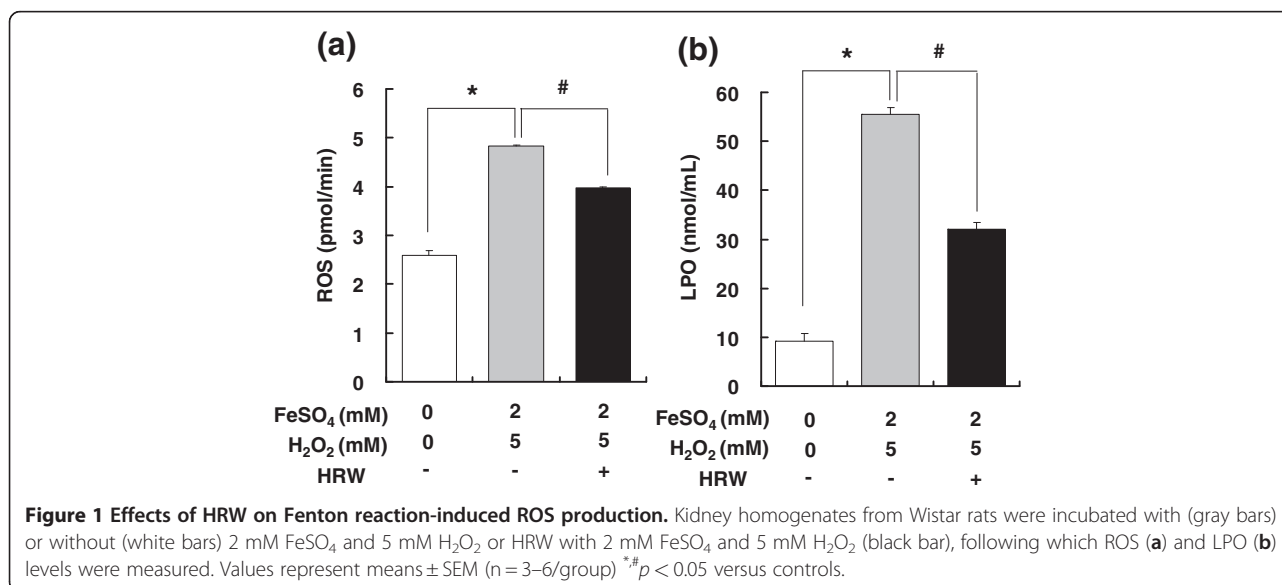 (a)
*
#
6
5
4
3
2
1
0
ROS (pmol/min)
FeSO₄ (mM) 0 2 2
H₂O₂ (mM) 0 5 5
HRW - - +
(b)
*
#
60
50
40
30
20
10
0
LPO (nmol/mL)
FeSO₄ (mM) 0 2 2
H₂O₂ (mM) 0 5 5
HRW - - +
Figure 1 Effects of HRW on Fenton reaction-induced ROS production. Kidney homogenates from Wistar rats were incubated with (gray bars)
or without (white bars) 2 mM FeSO₄ and 5 mM H₂O₂ or HRW with 2 mM FeSO₄ and 5 mM H₂O₂ (black bar), following which ROS (a) and LPO (b)
levels were measured. Values represent means ± SEM (n = 3–6/group) *,#p < 0.05 versus controls.